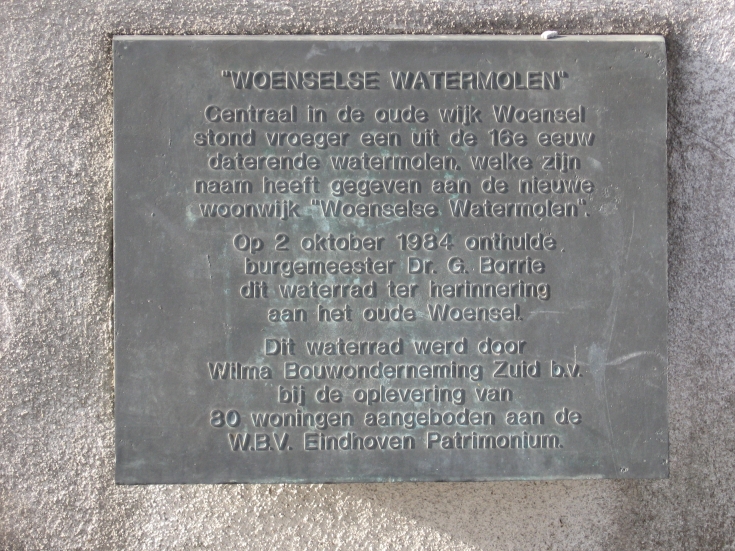 "WOENSELSE WATERMOLEN"
Centraal in de oude wijk Woensel
stond vroeger een uit de 16e eeuw
daterende watermolen, welke zijn
naam heeft gegeven aan de nieuwe
woonwijk "Woenselse Watermolen".
Op 2 oktober 1984 onthulde
burgemeester Dr. G. Borrie
dit waterrad ter herinnering
aan het oude Woensel.
Dit waterrad werd door
Wilma Bouwonderneming Zuid b.v.
bij de oplevering van
80 woningen aangeboden aan de
W.B.V. Eindhoven Patrimonium.